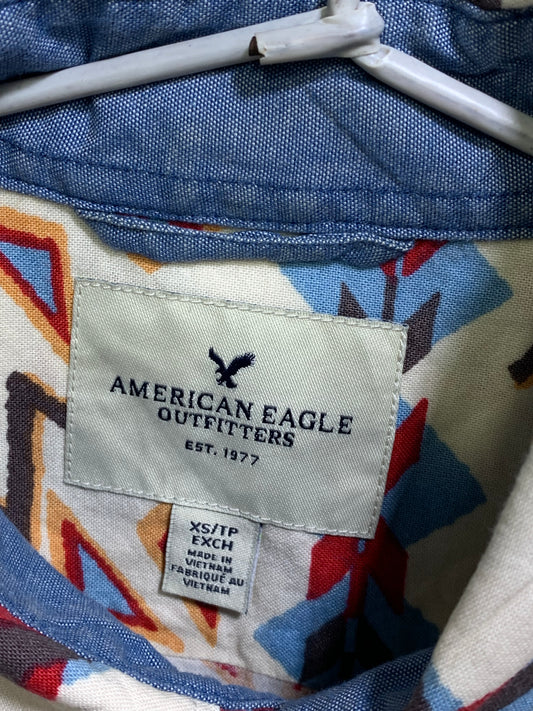 AMERICAN EAGLE
OUTFITTERS
EST. 1977
XS/TP
EXCH
MADE IN
VIETNAM
FABRIQUÉ AU
VIETNAM